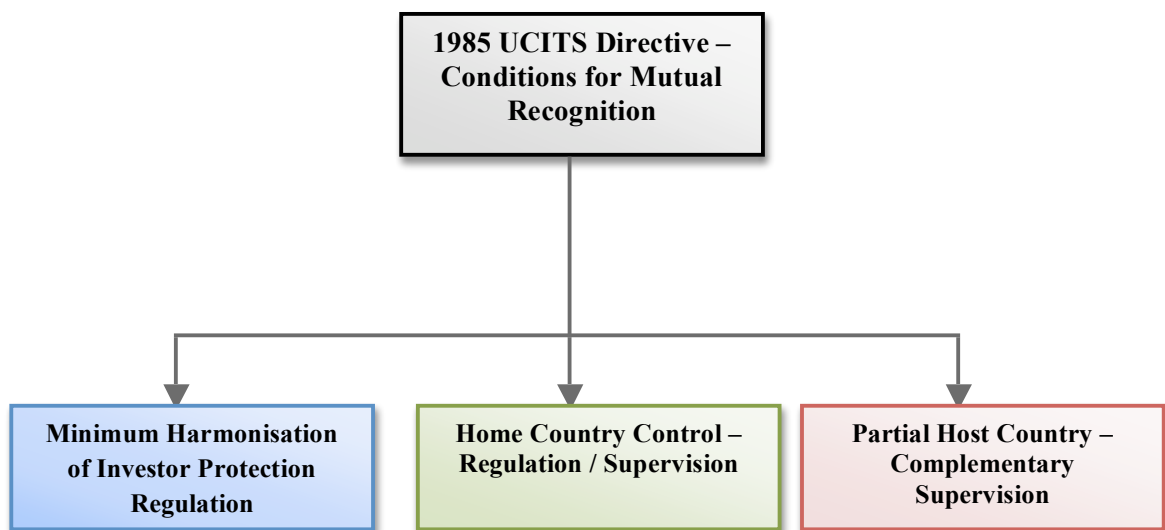 1985 UCITS Directive –
Conditions for Mutual
Recognition
Minimum Harmonisation
of Investor Protection
Regulation
Home Country Control –
Regulation / Supervision
Partial Host Country –
Complementary
Supervision